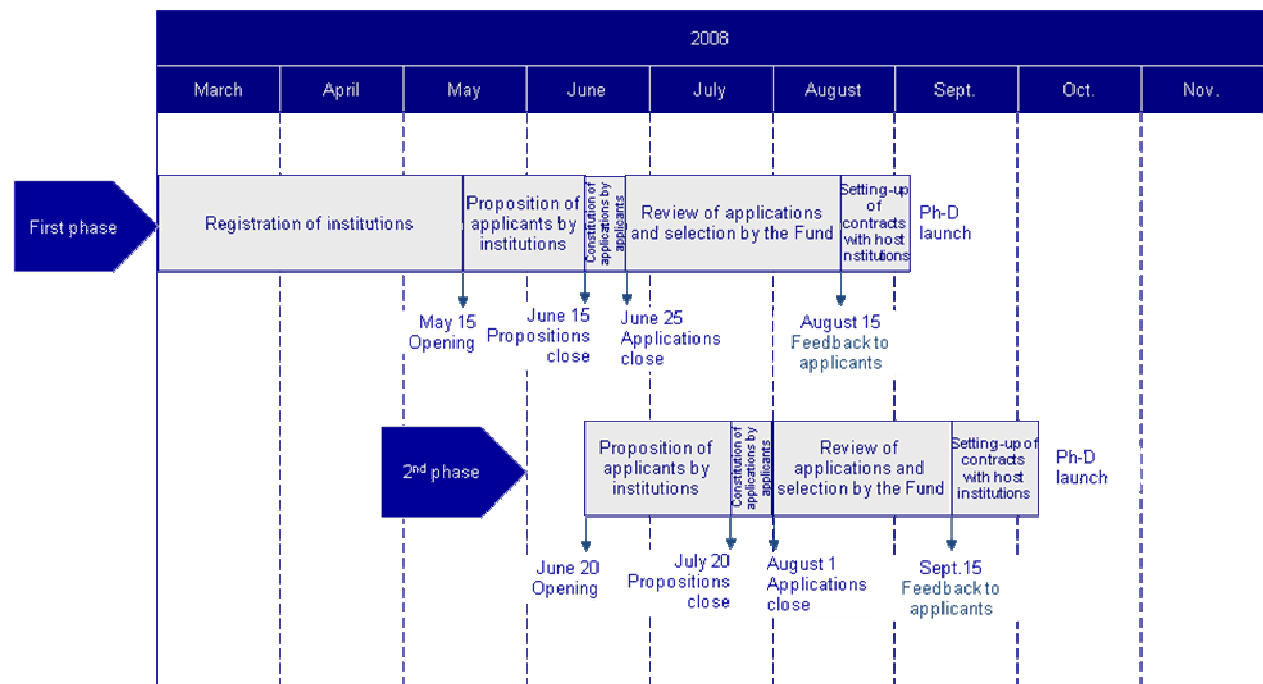 2008
March
April
May
June
July
August
Sept.
Oct.
Nov.
First phase
Registration of institutions
Proposition of
applicants by
institutions
Constitution of
applications by
applicants
Review of applications
and selection by the Fund
Setting-up
of
contracts
with host
institutions
Ph-D
launch
May 15
Opening
June 15
Propositions
close
June 25
Applications
close
August 15
Feedback to
applicants
2nd phase
Proposition of
applicants by
institutions
Constitution of
applications by
applicants
Review of
applications and
selection by the Fund
Setting-up of
contracts
with host
institutions
Ph-D
launch
June 20
Opening
July 20
Propositions
close
August 1
Applications
close
Sept.15
Feedback to
applicants